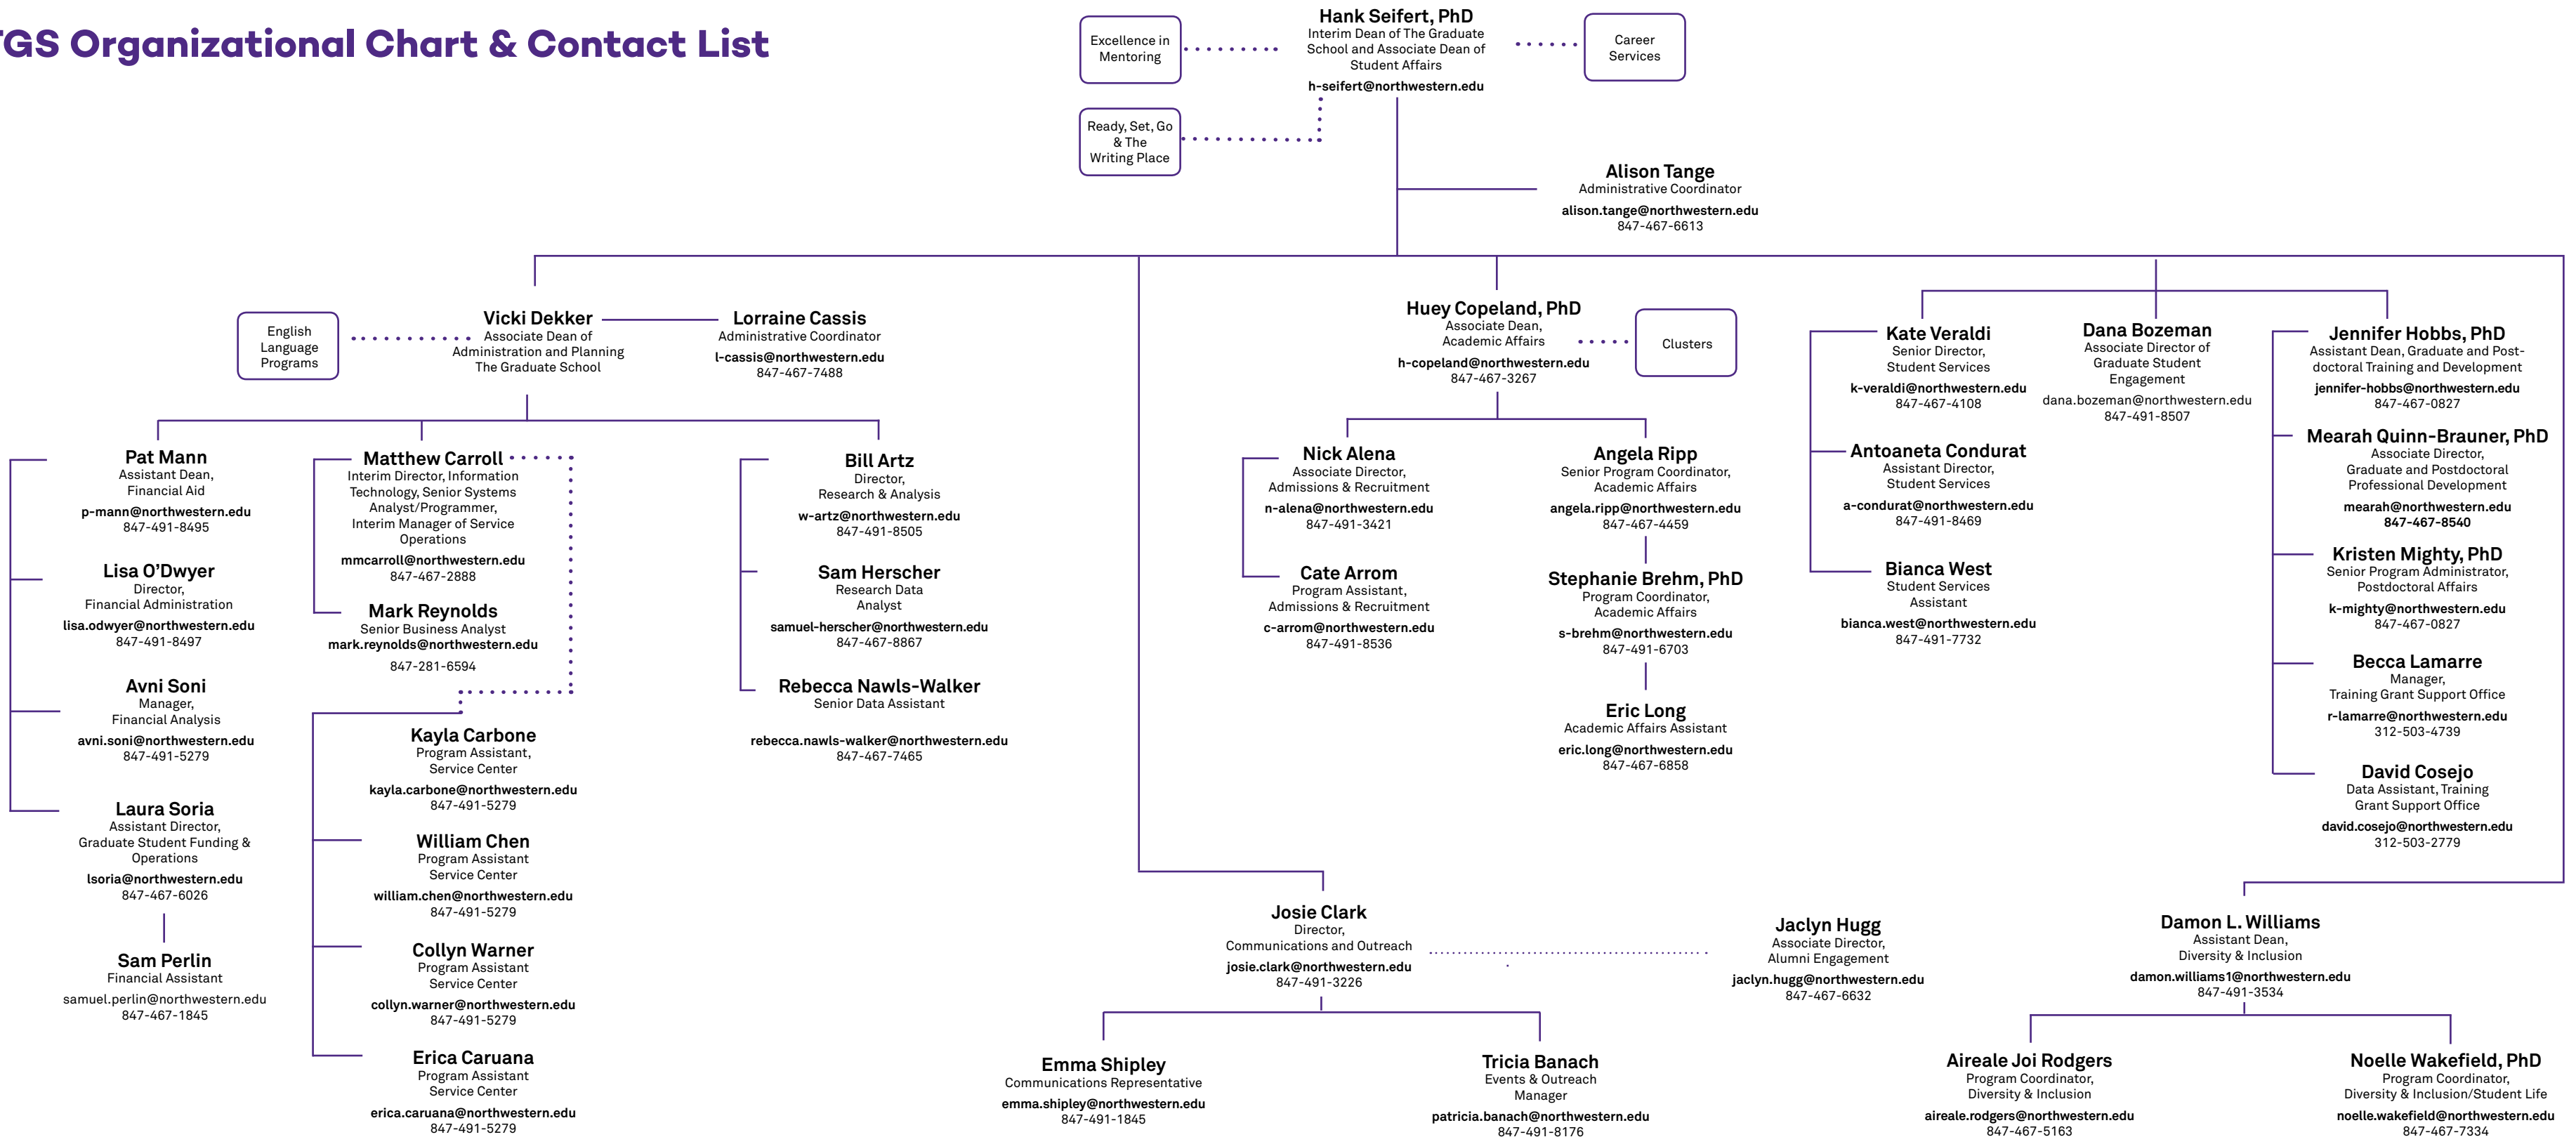 TGS Organizational Chart & Contact List
Excellence in
Mentoring
Hank Seifert, PhD
Interim Dean of The Graduate
School and Associate Dean of
Student Affairs
h-seifert@northwestern.edu
Career
Services
Ready, Set, Go
& The
Writing Place
Alison Tange
Administrative Coordinator
alison.tange@northwestern.edu
847-467-6613
English
Language
Programs
Vicki Dekker
Associate Dean of
Administration and Planning
The Graduate School
Lorraine Cassis
Administrative Coordinator
l-cassis@northwestern.edu
847-467-7488
Huey Copeland, PhD
Associate Dean,
Academic Affairs
h-copeland@northwestern.edu
847-467-3267
Clusters
Kate Veraldi
Senior Director,
Student Services
k-veraldi@northwestern.edu
847-467-4108
Dana Bozeman
Associate Director of
Graduate Student
Engagement
dana.bozeman@northwestern.edu
847-491-8507
Jennifer Hobbs, PhD
Assistant Dean, Graduate and Post-
doctoral Training and Development
jennifer-hobbs@northwestern.edu
847-467-0827
Pat Mann
Assistant Dean,
Financial Aid
p-mann@northwestern.edu
847-491-8495
Lisa O’Dwyer
Director,
Financial Administration
lisa.odwyer@northwestern.edu
847-491-8497
Avni Soni
Manager,
Financial Analysis
avni.soni@northwestern.edu
847-491-5279
Laura Soria
Assistant Director,
Graduate Student Funding &
Operations
lsoria@northwestern.edu
847-467-6026
Sam Perlin
Financial Assistant
samuel.perlin@northwestern.edu
847-467-1845
Matthew Carroll
Interim Director, Information
Technology, Senior Systems
Analyst/Programmer,
Interim Manager of Service
Operations
mmcarroll@northwestern.edu
847-467-2888
Mark Reynolds
Senior Business Analyst
mark.reynolds@northwestern.edu
847-281-6594
Kayla Carbone
Program Assistant,
Service Center
kayla.carbone@northwestern.edu
847-491-5279
William Chen
Program Assistant
Service Center
william.chen@northwestern.edu
847-491-5279
Collyn Warner
Program Assistant
Service Center
collyn.warner@northwestern.edu
847-491-5279
Erica Caruana
Program Assistant
Service Center
erica.caruana@northwestern.edu
847-491-5279
Bill Artz
Director,
Research & Analysis
w-artz@northwestern.edu
847-491-8505
Sam Herscher
Research Data
Analyst
samuel-herscher@northwestern.edu
847-467-8867
Rebecca Nawls-Walker
Senior Data Assistant
rebecca.nawls-walker@northwestern.edu
847-467-7465
Nick Alena
Associate Director,
Admissions & Recruitment
n-alena@northwestern.edu
847-491-3421
Cate Arrom
Program Assistant,
Admissions & Recruitment
c-arrom@northwestern.edu
847-491-8536
Angela Ripp
Senior Program Coordinator,
Academic Affairs
angela.ripp@northwestern.edu
847-467-4459
Stephanie Brehm, PhD
Program Coordinator,
Academic Affairs
s-brehm@northwestern.edu
847-491-6703
Eric Long
Academic Affairs Assistant
eric.long@northwestern.edu
847-467-6858
Antoaneta Condurat
Assistant Director,
Student Services
a-condurat@northwestern.edu
847-491-8469
Bianca West
Student Services
Assistant
bianca.west@northwestern.edu
847-491-7732
Mearah Quinn-Brauner, PhD
Associate Director,
Graduate and Postdoctoral
Professional Development
mearah@northwestern.edu
847-467-8540
Kristen Mighty, PhD
Senior Program Administrator,
Postdoctoral Affairs
k-mighty@northwestern.edu
847-467-0827
Becca Lamarre
Manager,
Training Grant Support Office
r-lamarre@northwestern.edu
312-503-4739
David Cosejo
Data Assistant, Training
Grant Support Office
david.cosejo@northwestern.edu
312-503-2779
Josie Clark
Director,
Communications and Outreach
josie.clark@northwestern.edu
847-491-3226
Jaclyn Hugg
Associate Director,
Alumni Engagement
jaclyn.hugg@northwestern.edu
847-467-6632
Damon L. Williams
Assistant Dean,
Diversity & Inclusion
damon.williams1@northwestern.edu
847-491-3534
Emma Shipley
Communications Representative
emma.shipley@northwestern.edu
847-491-1845
Tricia Banach
Events & Outreach
Manager
patricia.banach@northwestern.edu
847-491-8176
Aireale Joi Rodgers
Program Coordinator,
Diversity & Inclusion
aireale.rodgers@northwestern.edu
847-467-5163
Noelle Wakefield, PhD
Program Coordinator,
Diversity & Inclusion/Student Life
noelle.wakefield@northwestern.edu
847-467-7334